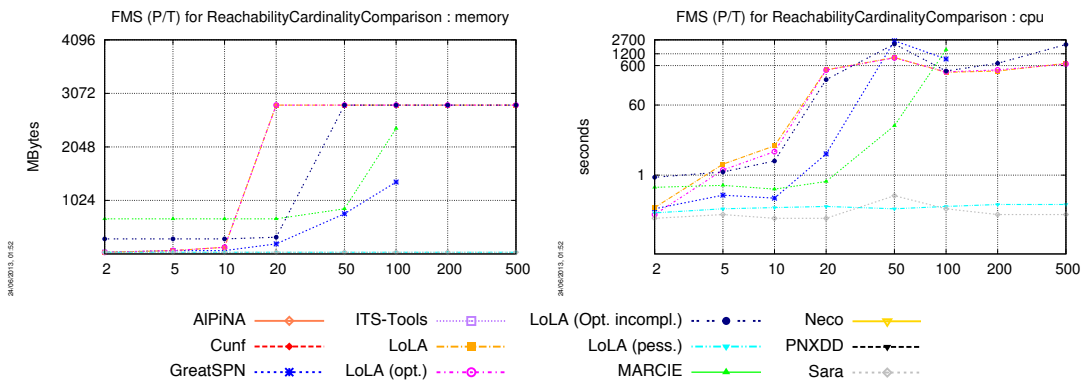 FMS (P/T) for ReachabilityCardinalityComparison : memory
4096
3072
2048
1024
MBytes
2 5 10 20 50 100 200 500
24/06/2013, 01:52
FMS (P/T) for ReachabilityCardinalityComparison : cpu
2700
1200
600
60
1
seconds
2 5 10 20 50 100 200 500
24/06/2013, 01:52
AlPiNA
Cunf
GreatSPN
ITS-Tools
LoLA
LoLA (opt.)
LoLA (Opt. incompl.)
LoLA (pess.)
MARCIE
Neco
PNXDD
Sara